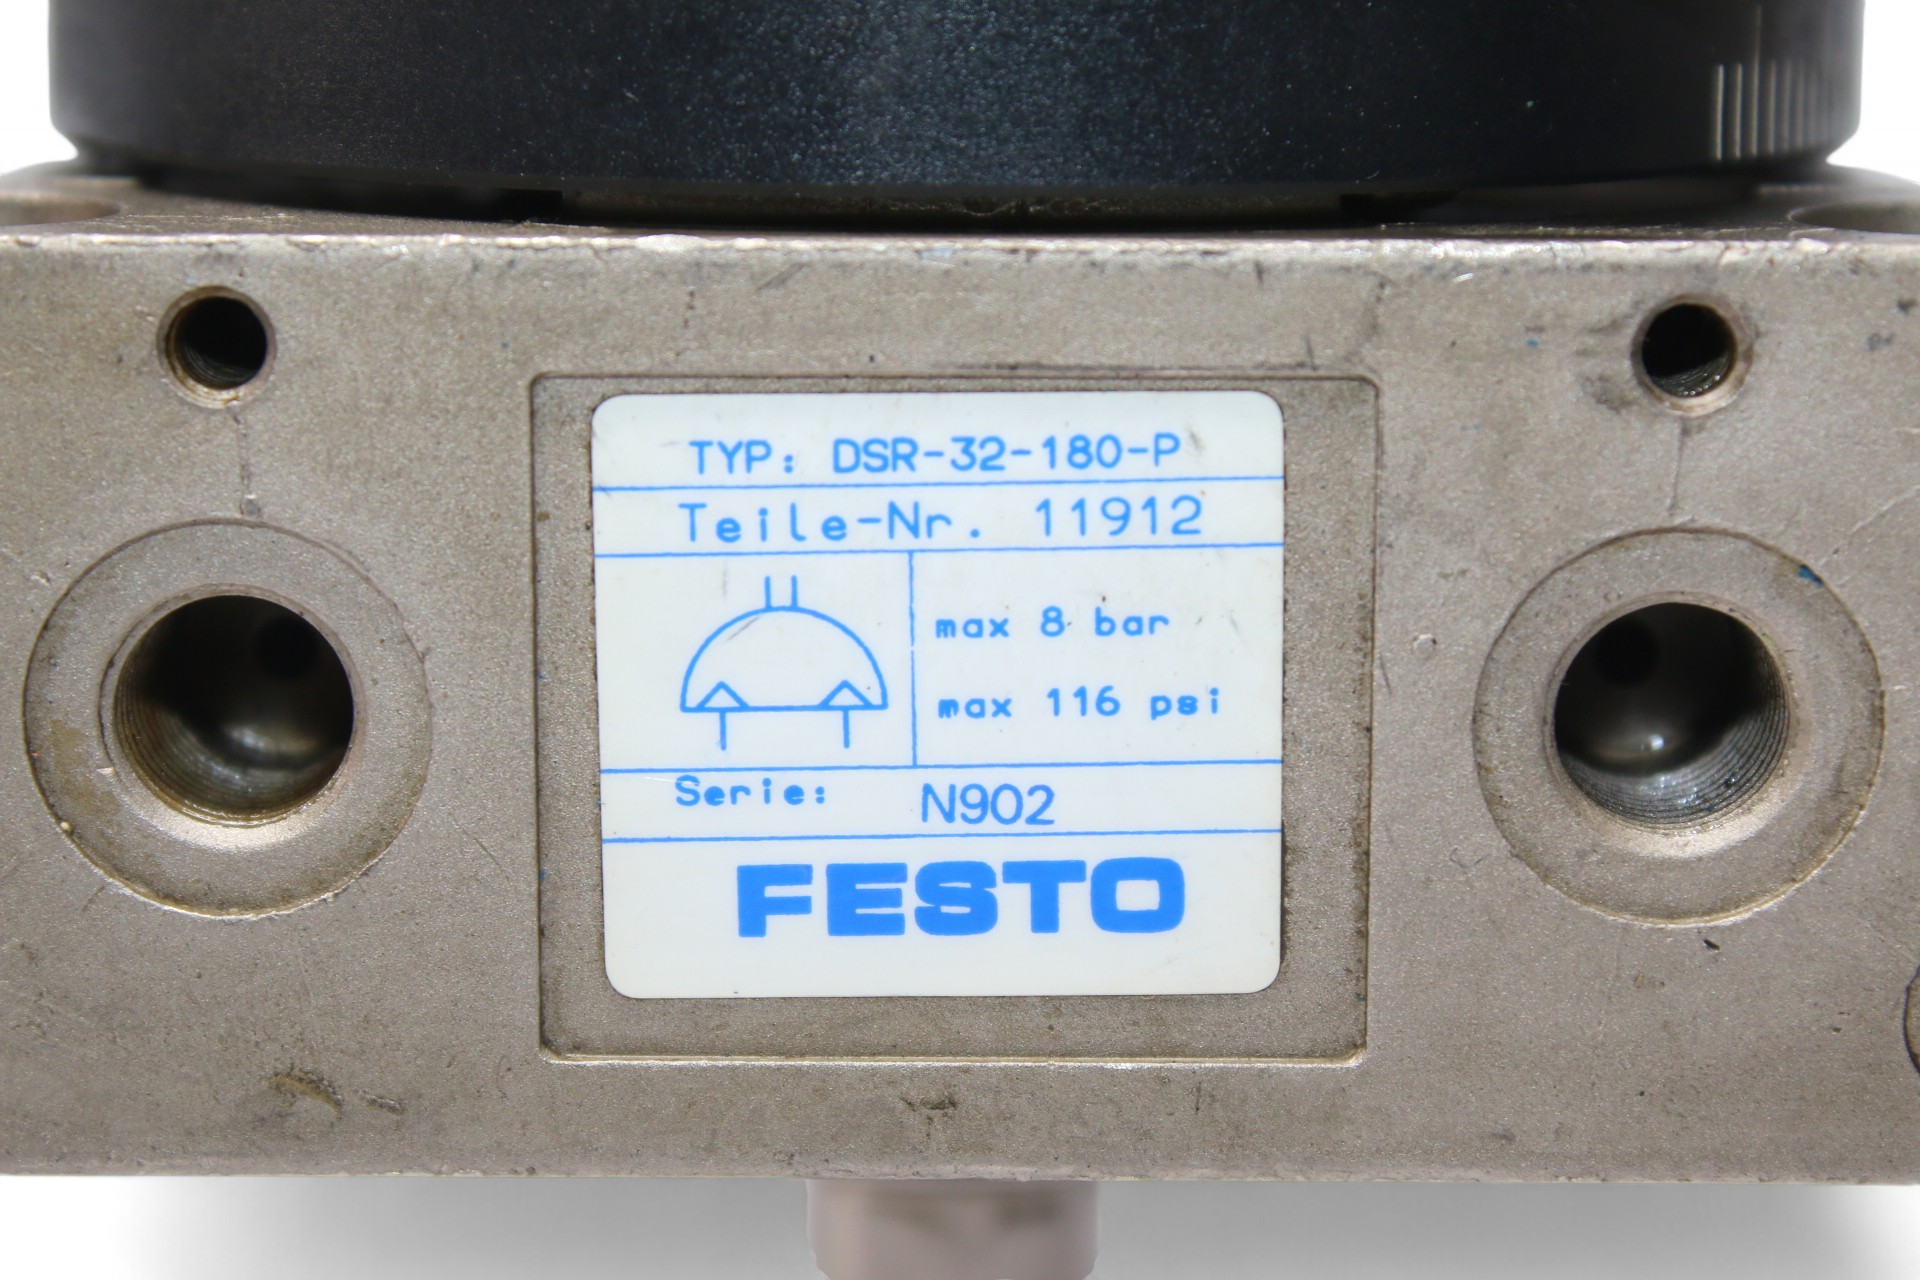 TYP: DSR-32-180-P
Teile-Nr. 11912
max 8 bar
max 116 psi
Serie: N902
FESTO